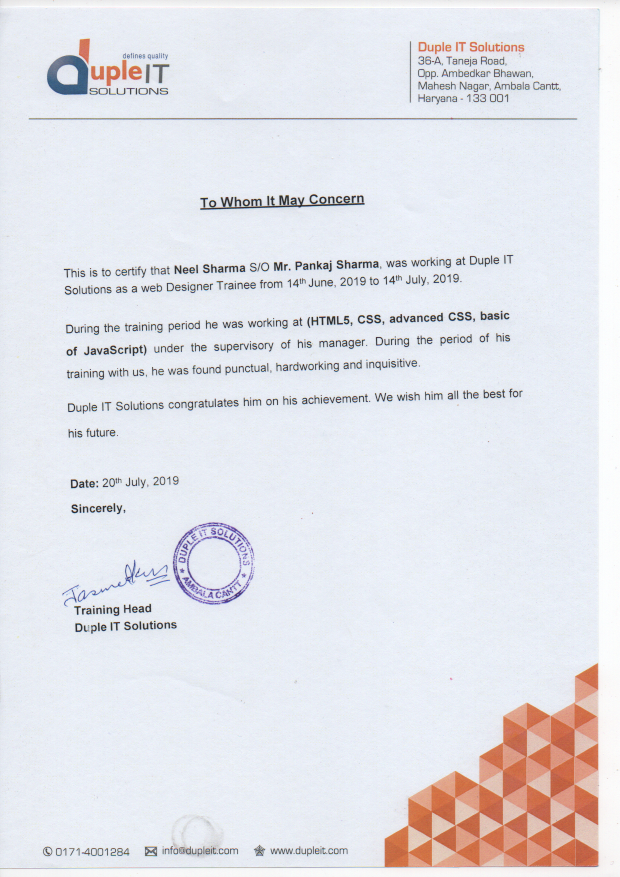 defines quality
dupleIT
SOLUTIONS
Duple IT Solutions
36-A, Taneja Road,
Opp. Ambedkar Bhawan,
Mahesh Nagar, Ambala Cantt,
Haryana - 133 001
To Whom It May Concern
This is to certify that Neel Sharma S/O Mr. Pankaj Sharma, was working at Duple IT
Solutions as a web Designer Trainee from 14th June, 2019 to 14th July, 2019.
During the training period he was working at (HTML5, CSS, advanced CSS, basic
of JavaScript) under the supervisory of his manager. During the period of his
training with us, he was found punctual, hardworking and inquisitive.
Duple IT Solutions congratulates him on his achievement. We wish him all the best for
his future.
Date: 20th July, 2019
Sincerely,
DUPLE IT SOLUTIONS
* AMBALA CANTT *
Training Head
Duple IT Solutions
0171-4001284 info@dupleit.com www.dupleit.com